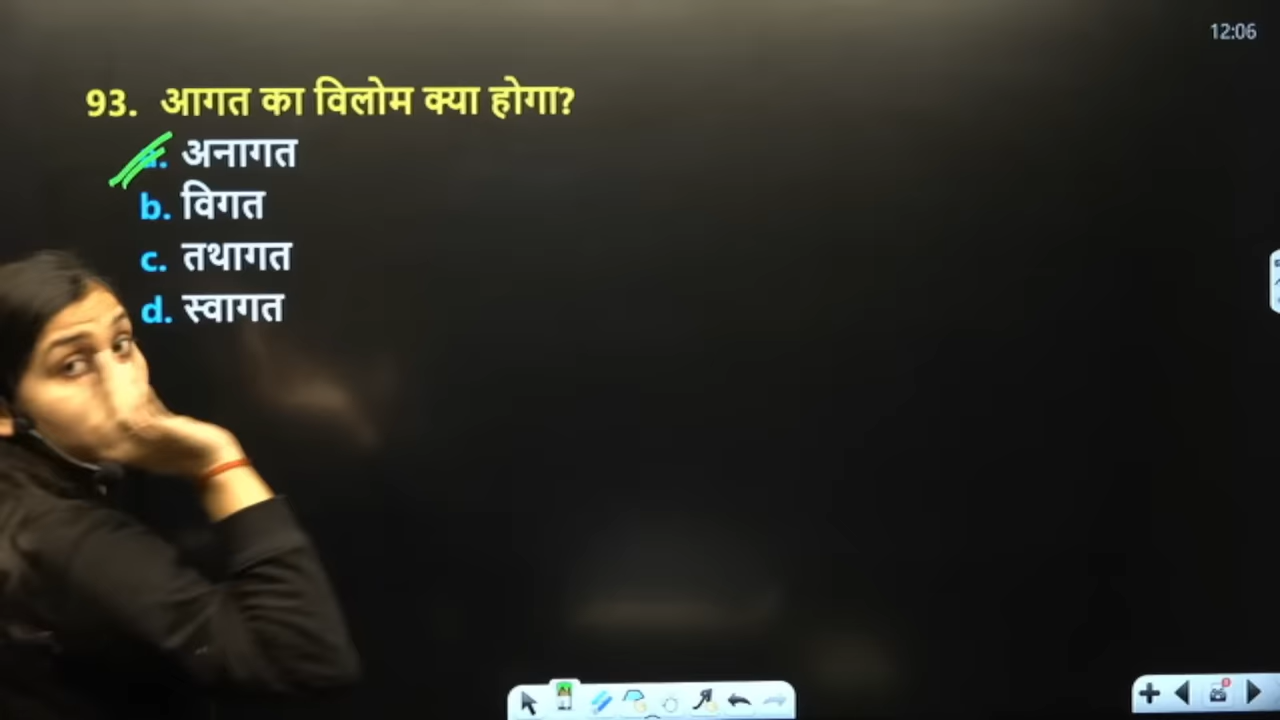 12:06
93. आगत का विलोम क्या होगा?
a. अनागत
b. विगत
c. तथागत
d. स्वागत